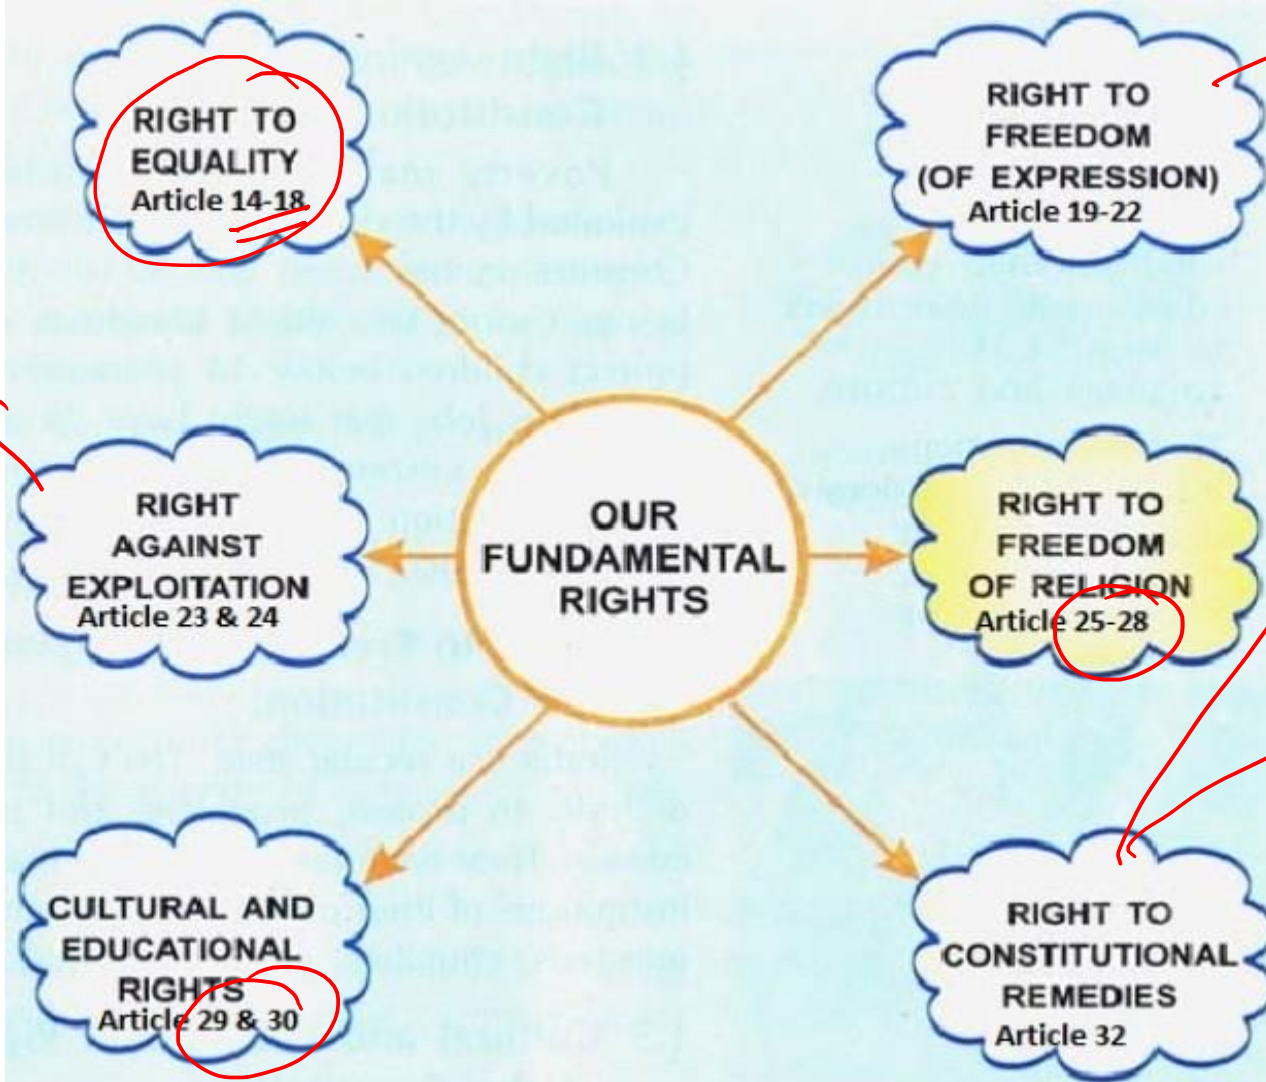 RIGHT TO
EQUALITY
Article 14-18
RIGHT TO
FREEDOM
(OF EXPRESSION)
Article 19-22
RIGHT
AGAINST
EXPLOITATION
Article 23 & 24
OUR
FUNDAMENTAL
RIGHTS
RIGHT TO
FREEDOM
OF RELIGION
Article 25-28
CULTURAL AND
EDUCATIONAL
RIGHTS
Article 29 & 30
RIGHT TO
CONSTITUTIONAL
REMEDIES
Article 32